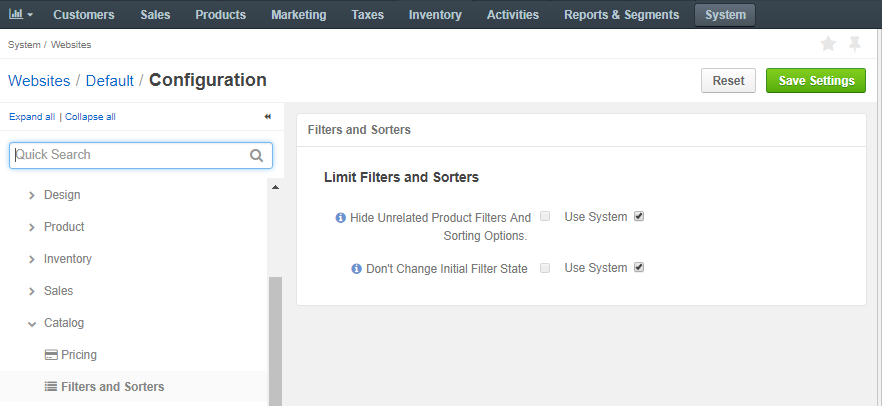 Customers Sales Products Marketing Taxes Inventory Activities Reports & Segments System
System / Websites
Websites / Default / Configuration
Reset
Save Settings
Expand all | Collapse all
Quick Search
Design
Product
Inventory
Sales
Catalog
Pricing
Filters and Sorters
Filters and Sorters
Limit Filters and Sorters
Hide Unrelated Product Filters And
Sorting Options.
Use System
Don't Change Initial Filter State
Use System